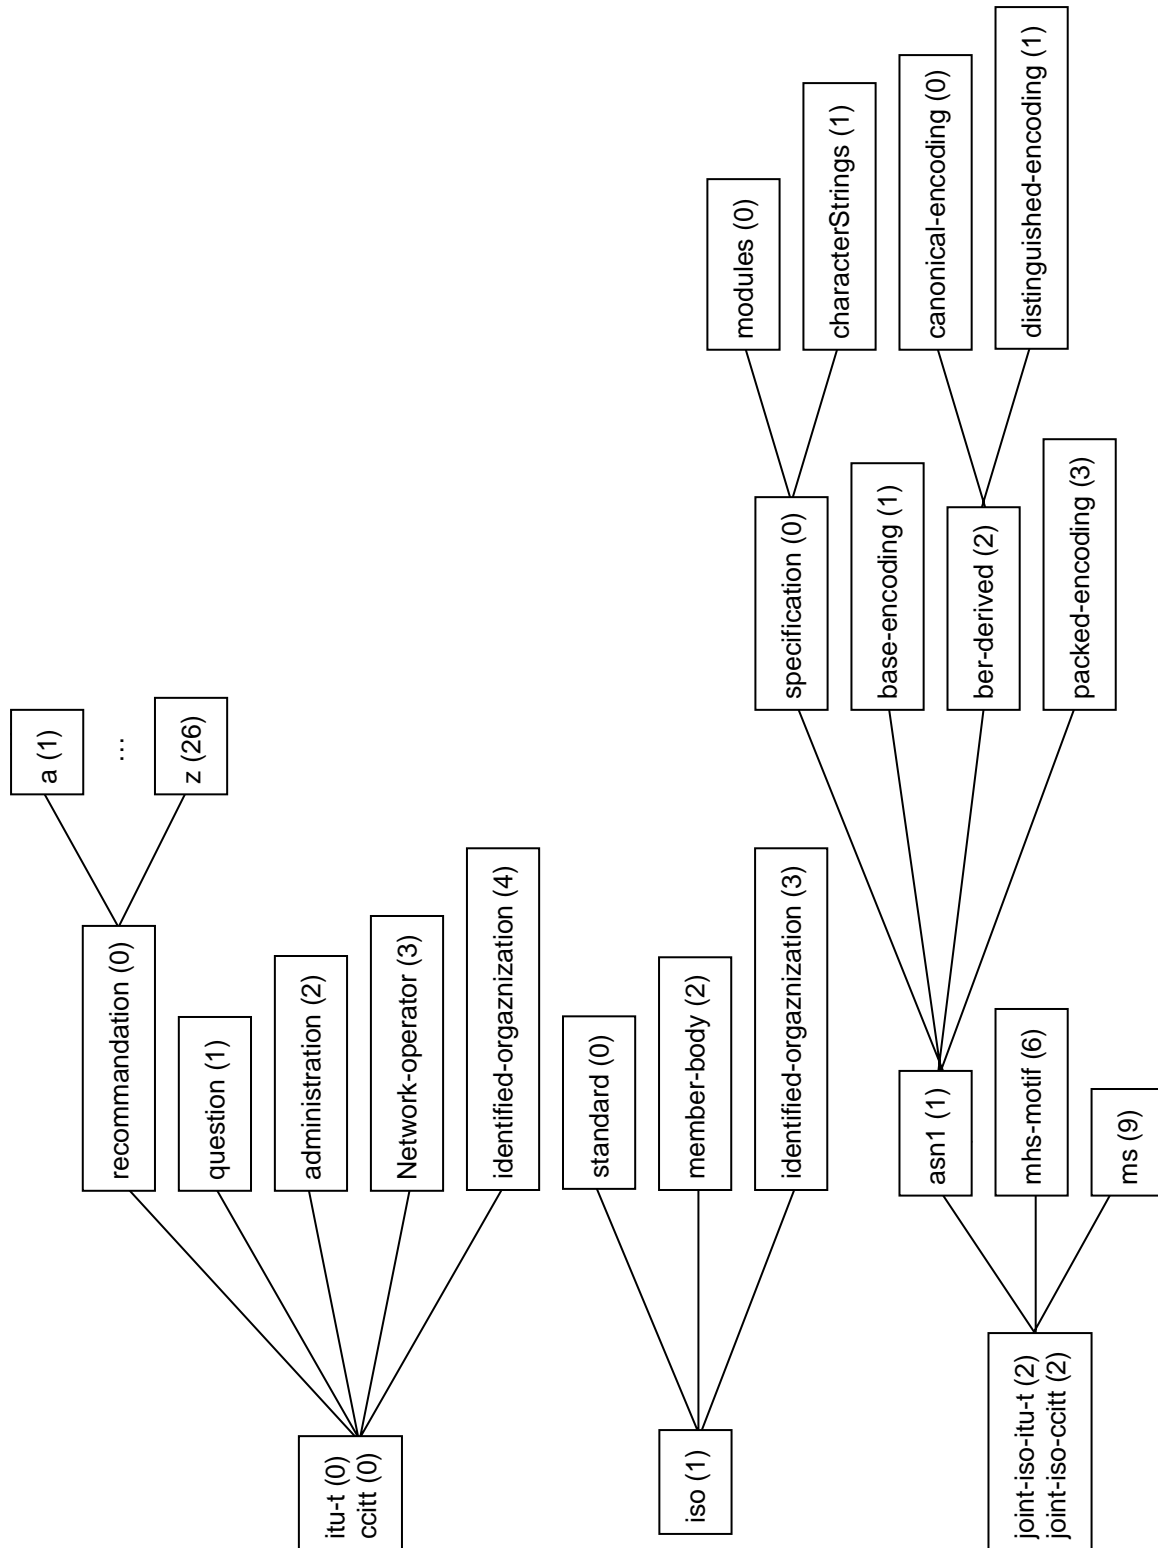 itu-t (0)
ccitt (0)
recommandation (0)
a (1)
...
z (26)
question (1)
administration (2)
Network-operator (3)
identified-orgaznization (4)
iso (1)
standard (0)
member-body (2)
identified-orgaznization (3)
joint-iso-itu-t (2)
joint-iso-ccitt (2)
asn1 (1)
specification (0)
modules (0)
characterStrings (1)
base-encoding (1)
ber-derived (2)
canonical-encoding (0)
distinguished-encoding (1)
packed-encoding (3)
mhs-motif (6)
ms (9)